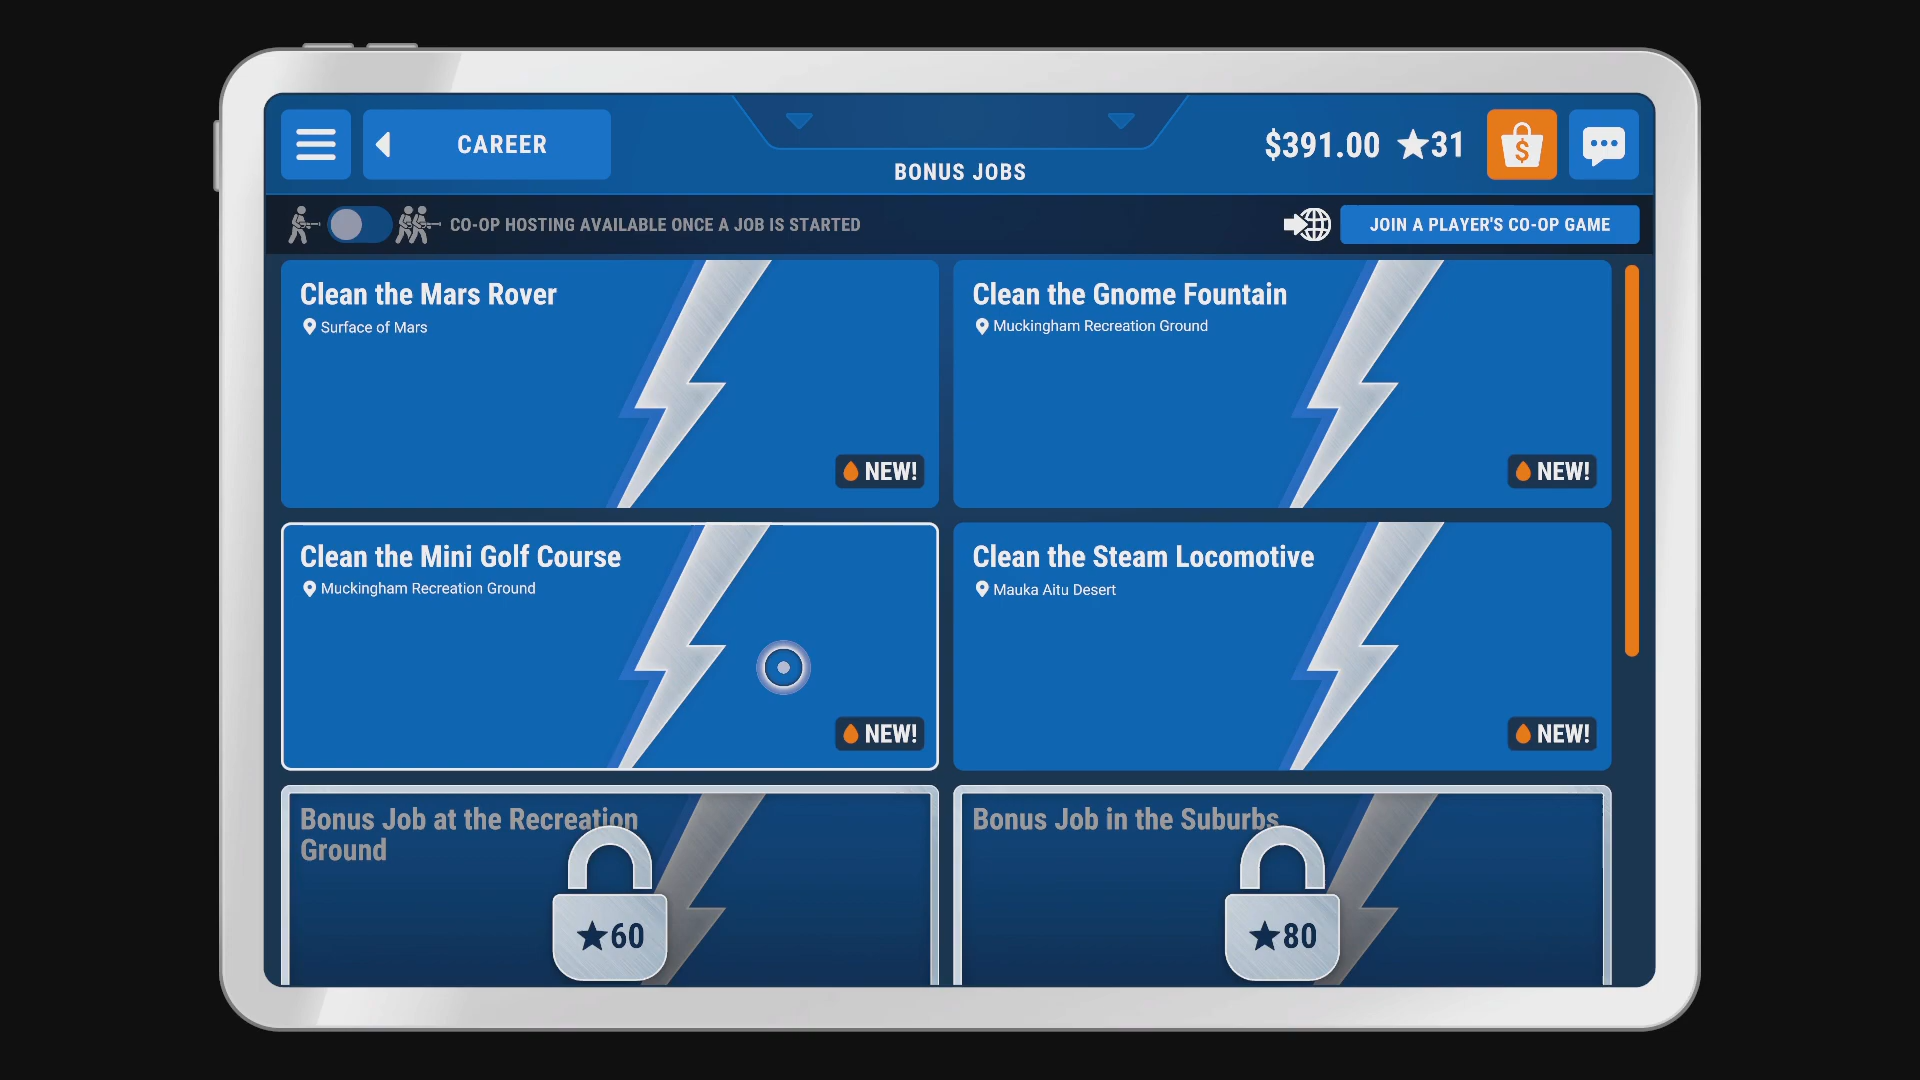 CAREER
BONUS JOBS
$391.00 ★31
$
CO-OP HOSTING AVAILABLE ONCE A JOB IS STARTED
JOIN A PLAYER'S CO-OP GAME
Clean the Mars Rover
Surface of Mars
NEW!
Clean the Gnome Fountain
Muckingham Recreation Ground
NEW!
Clean the Mini Golf Course
Muckingham Recreation Ground
NEW!
Clean the Steam Locomotive
Mauka Aitu Desert
NEW!
Bonus Job at the Recreation
Ground
★60
Bonus Job in the Suburbs
★80